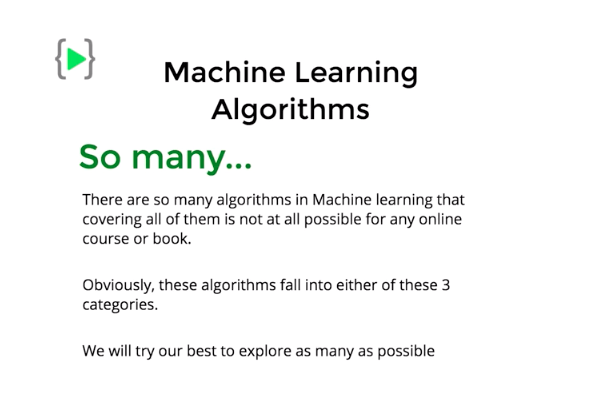 Machine Learning
Algorithms
So many...
There are so many algorithms in Machine learning that
covering all of them is not at all possible for any online
course or book.
Obviously, these algorithms fall into either of these 3
categories.
We will try our best to explore as many as possible